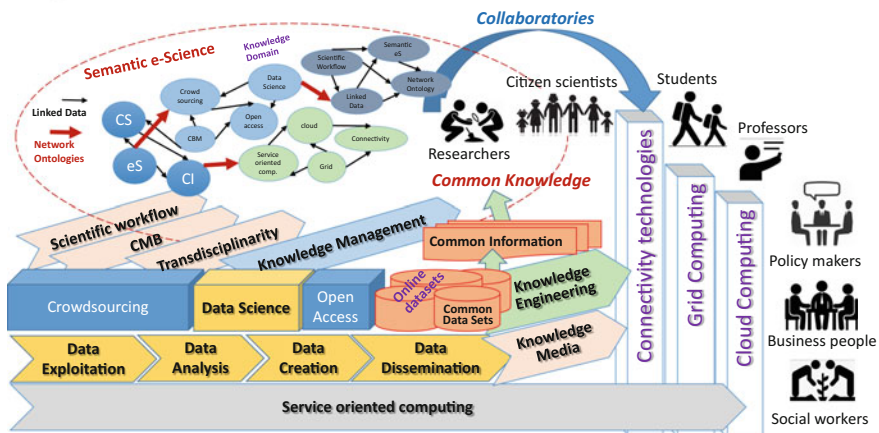 Collaboratories
Semantic e-Science
Knowledge
Domain
Scientific
Workflow
Semantic
eS
Data
Science
Network
Ontology
Linked
Data
Crowd
sourcing
Open
access
CBM
Linked Data
Network
Ontologies
CS
eS
CI
Service
oriented
comp.
cloud
Connectivity
Grid
Researchers
Citizen scientists
Students
Professors
Policy makers
Business people
Social workers
Common Knowledge
Scientific workflow
CMB
Transdisciplinarity
Knowledge Management
Common Information
Crowdsourcing
Data Science
Open
Access
Online
datasets
Common
Data Sets
Knowledge
Engineering
Knowledge
Media
Data
Exploitation
Data
Analysis
Data
Creation
Data
Dissemination
Service oriented computing
Connectivity technologies
Grid Computing
Cloud Computing